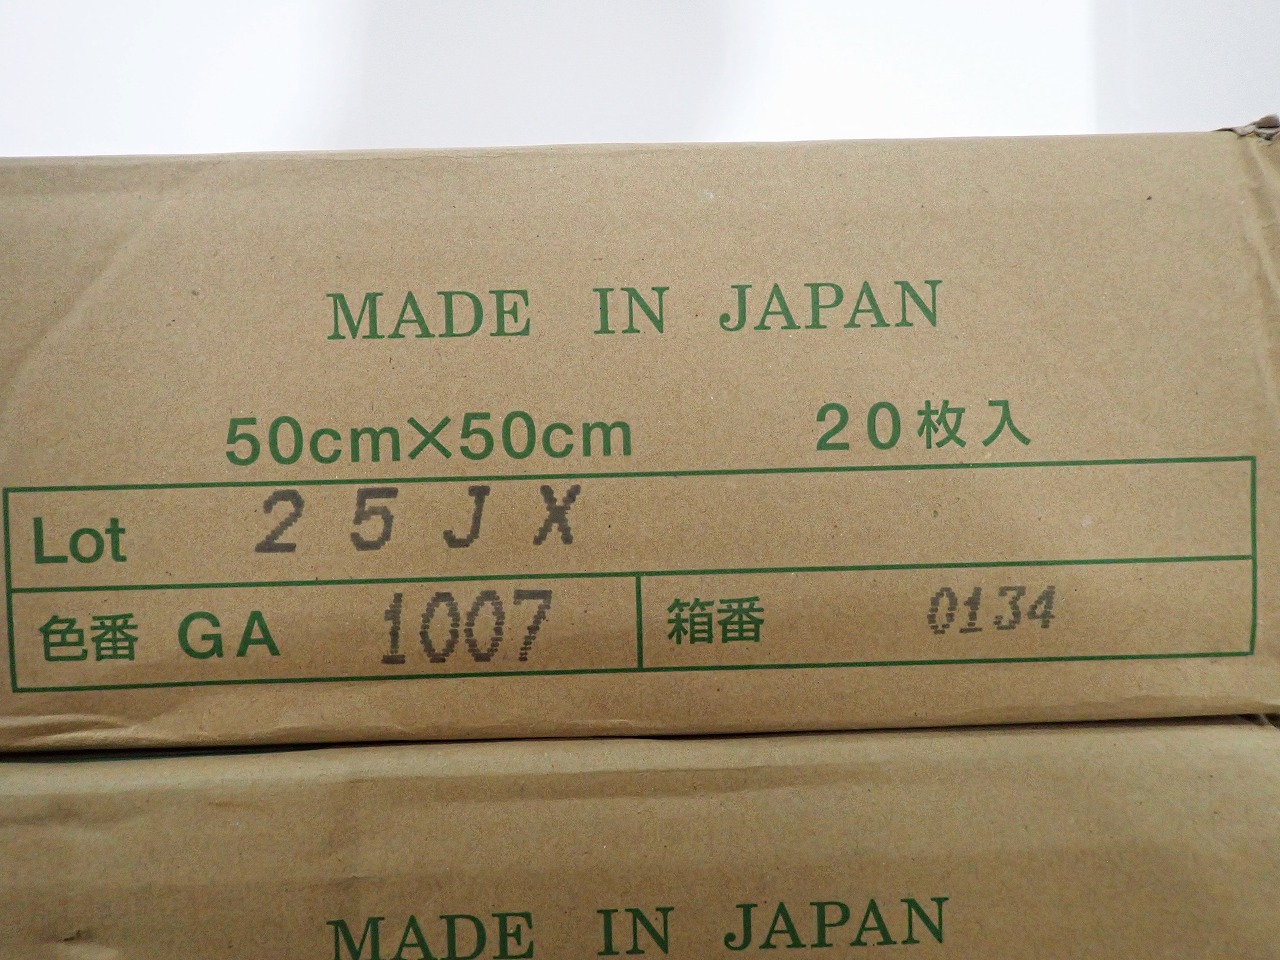 MADE IN JAPAN
50cm×50cm 20枚入
Lot 25JX
色番 GA 1007 箱番 0134
MADE IN JAPAN